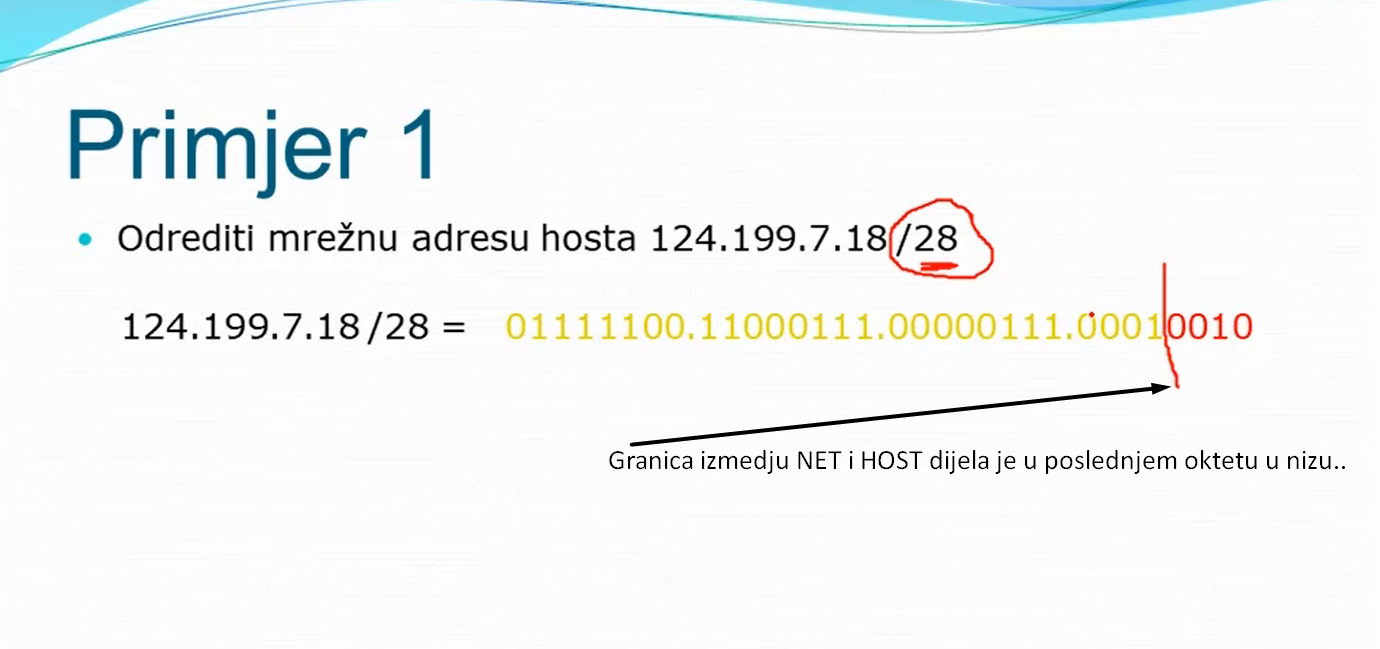 Primjer 1
• Odrediti mrežnu adresu hosta 124.199.7.18/28
124.199.7.18/28 = 01111100.11000111.00000111.00010010
Granica izmedju NET i HOST dijela je u poslednjem oktetu u nizu..